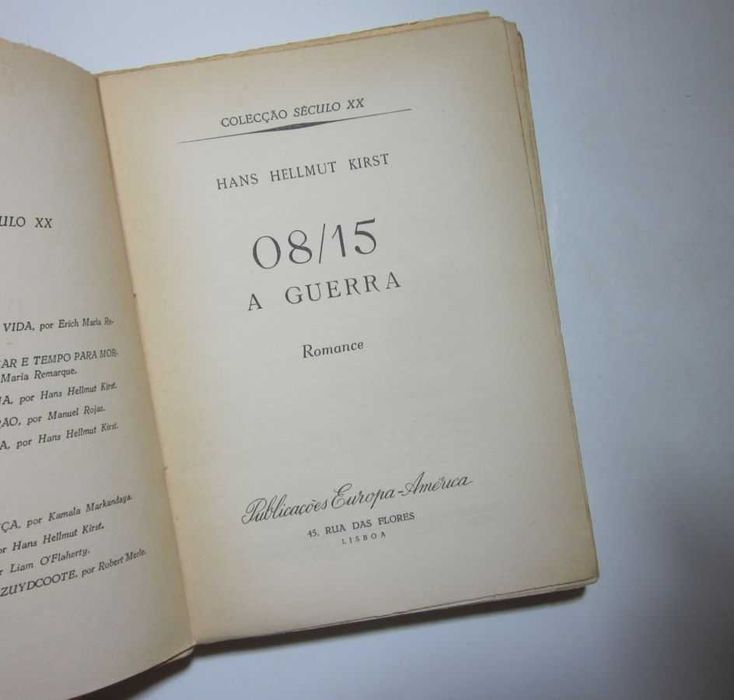 ULO XX
VIDA, por Erich Maria Re-
AR E TEMPO PARA MOR-
Maria Remarque.
A, por Hans Hellmut Kirst.
ÃO, por Manuel Rojas.
A, por Hans Hellmut Kirst.
ÇA, por Kamala Markandaya.
or Hans Hellmut Kirst.
r Liam O'Flaherty.
ZUYDCOOTE, por Robert Merle.
COLECÇÃO SÉCULO XX
HANS HELLMUT KIRST
08/15
A GUERRA
Romance
Publicações Europa-América
45, RUA DAS FLORES
LISBOA